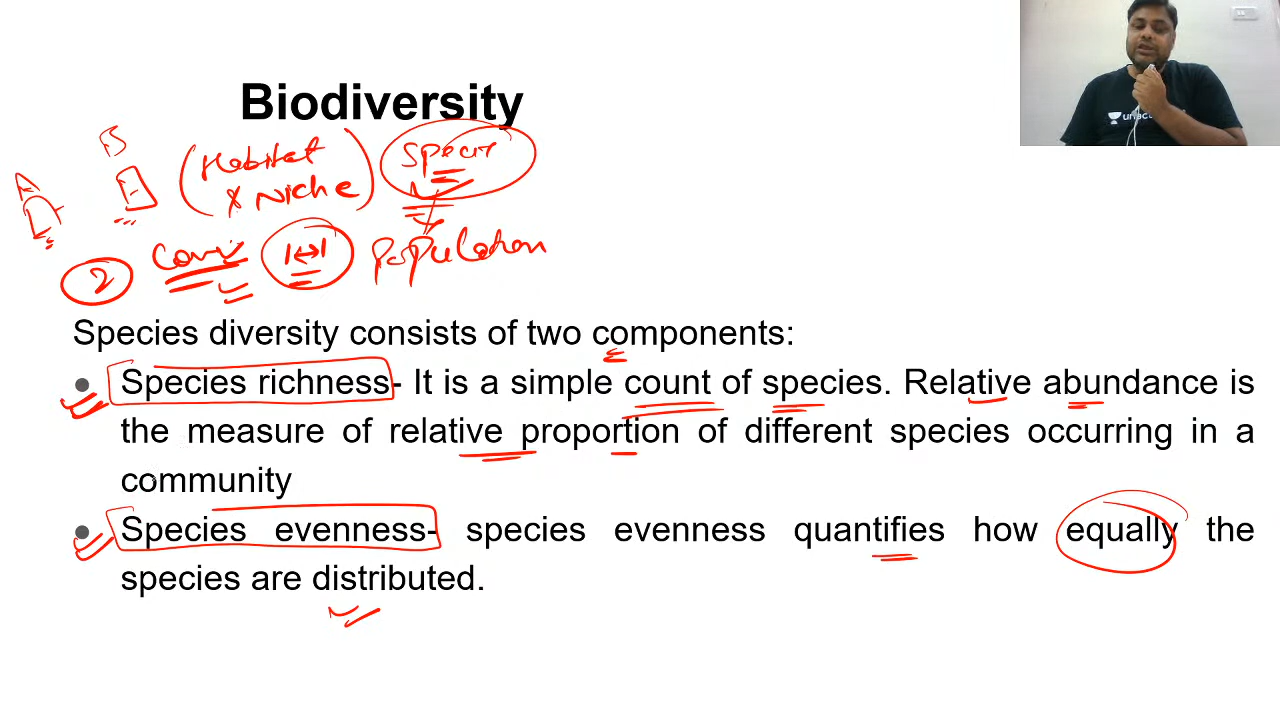 Biodiversity
B
A
(Habitat
& Niche)
Species
2
1↔1
Population
Species diversity consists of two components:
● Species richness- It is a simple count of species. Relative abundance is
the measure of relative proportion of different species occurring in a
community
● Species evenness- species evenness quantifies how equally the
species are distributed.